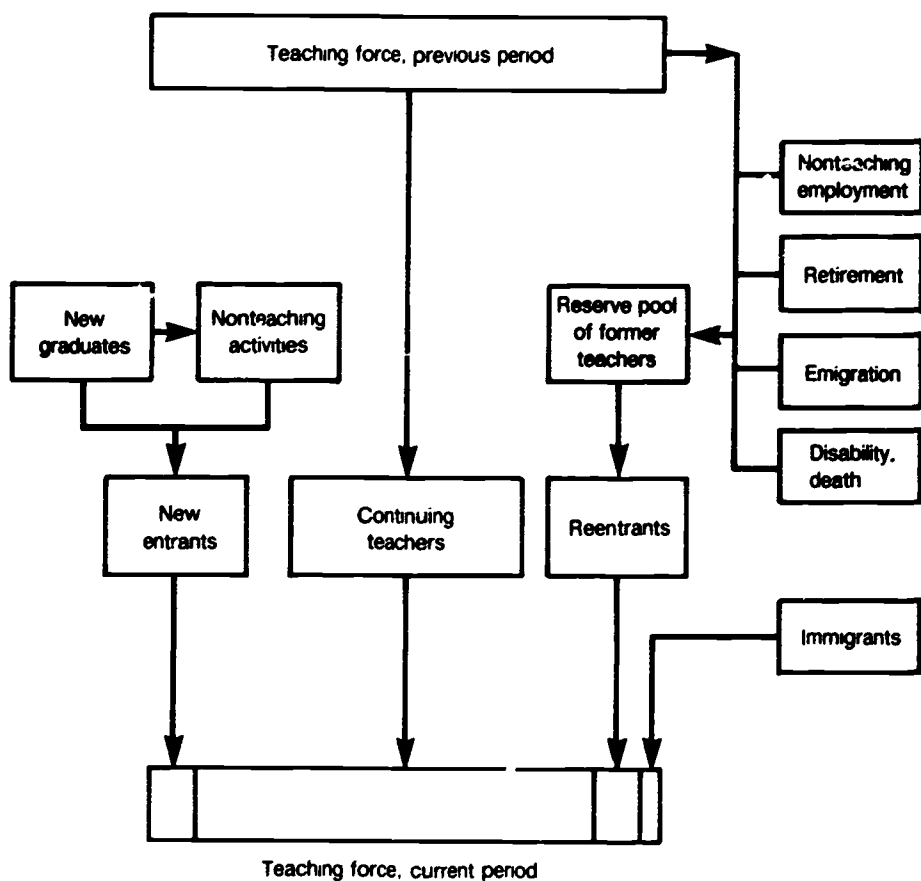 Teaching force, previous period
Nonteaching
employment
Retirement
Emigration
Disability.
death
New
graduates
Nonteaching
activities
Reserve pool
of former
teachers
New
entrants
Continuing
teachers
Reentrants
Immigrants
Teaching force, current period